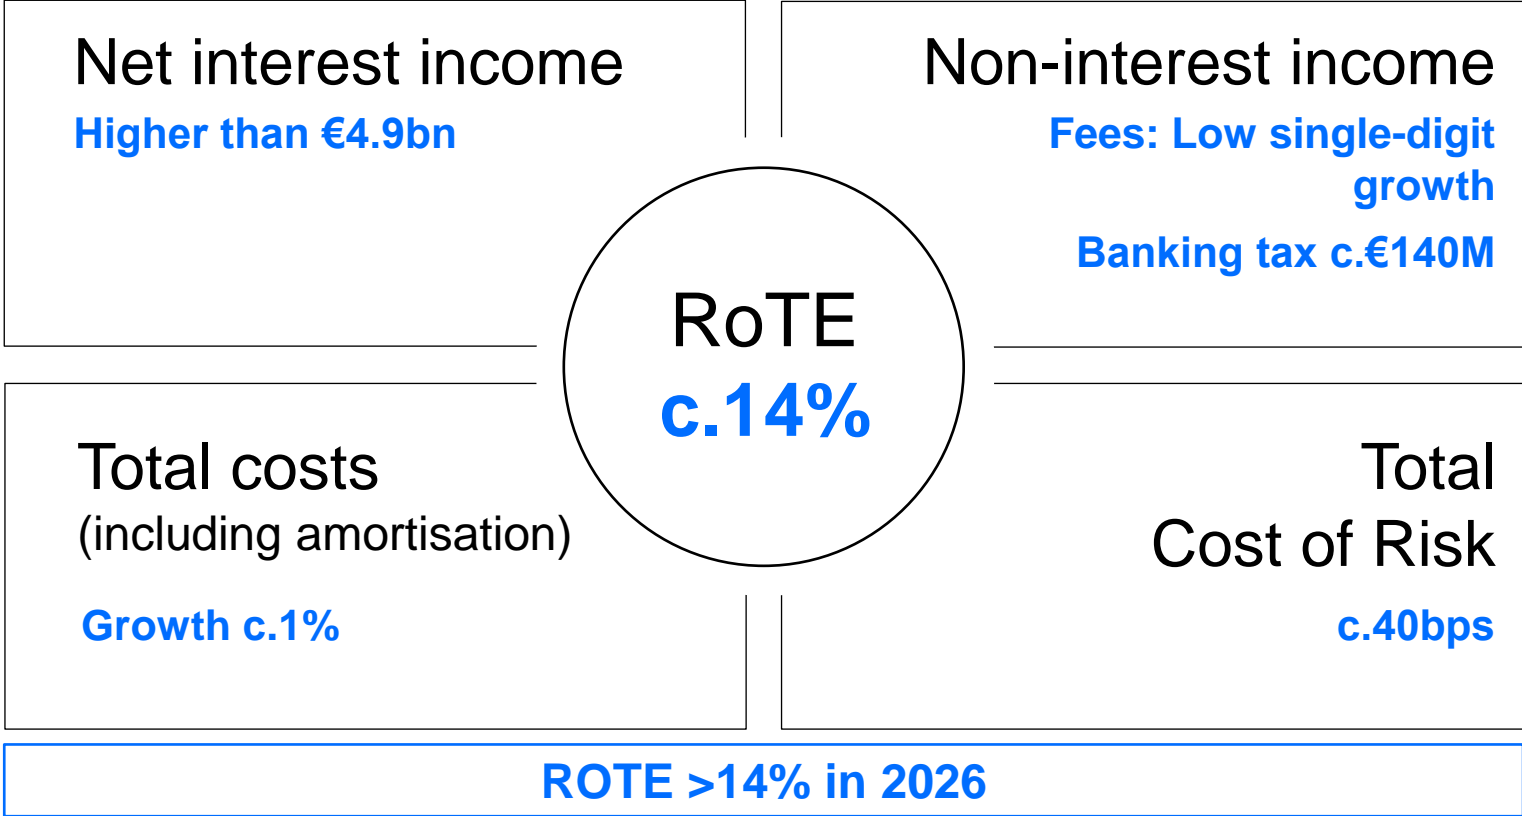 Net interest income
Higher than €4.9bn
Non-interest income
Fees: Low single-digit
growth
Banking tax c.€140M
RoTE
c.14%
Total costs
(including amortisation)
Growth c.1%
Total
Cost of Risk
c.40bps
ROTE >14% in 2026